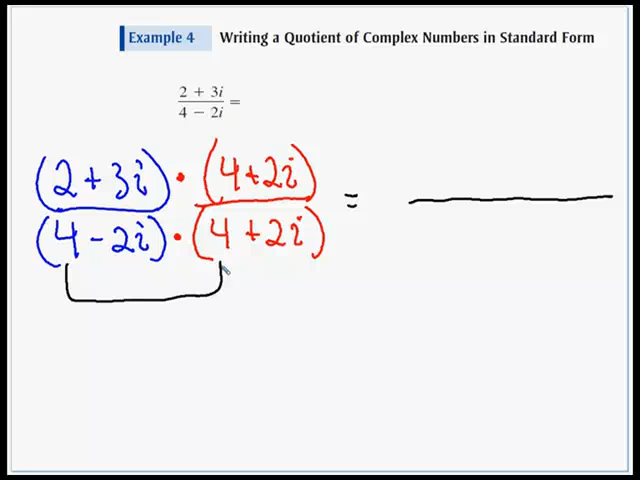 Example 4 Writing a Quotient of Complex Numbers in Standard Form
2 + 3i
4 − 2i =
(2 + 3i) • (4 + 2i)
(4 − 2i) • (4 + 2i) =